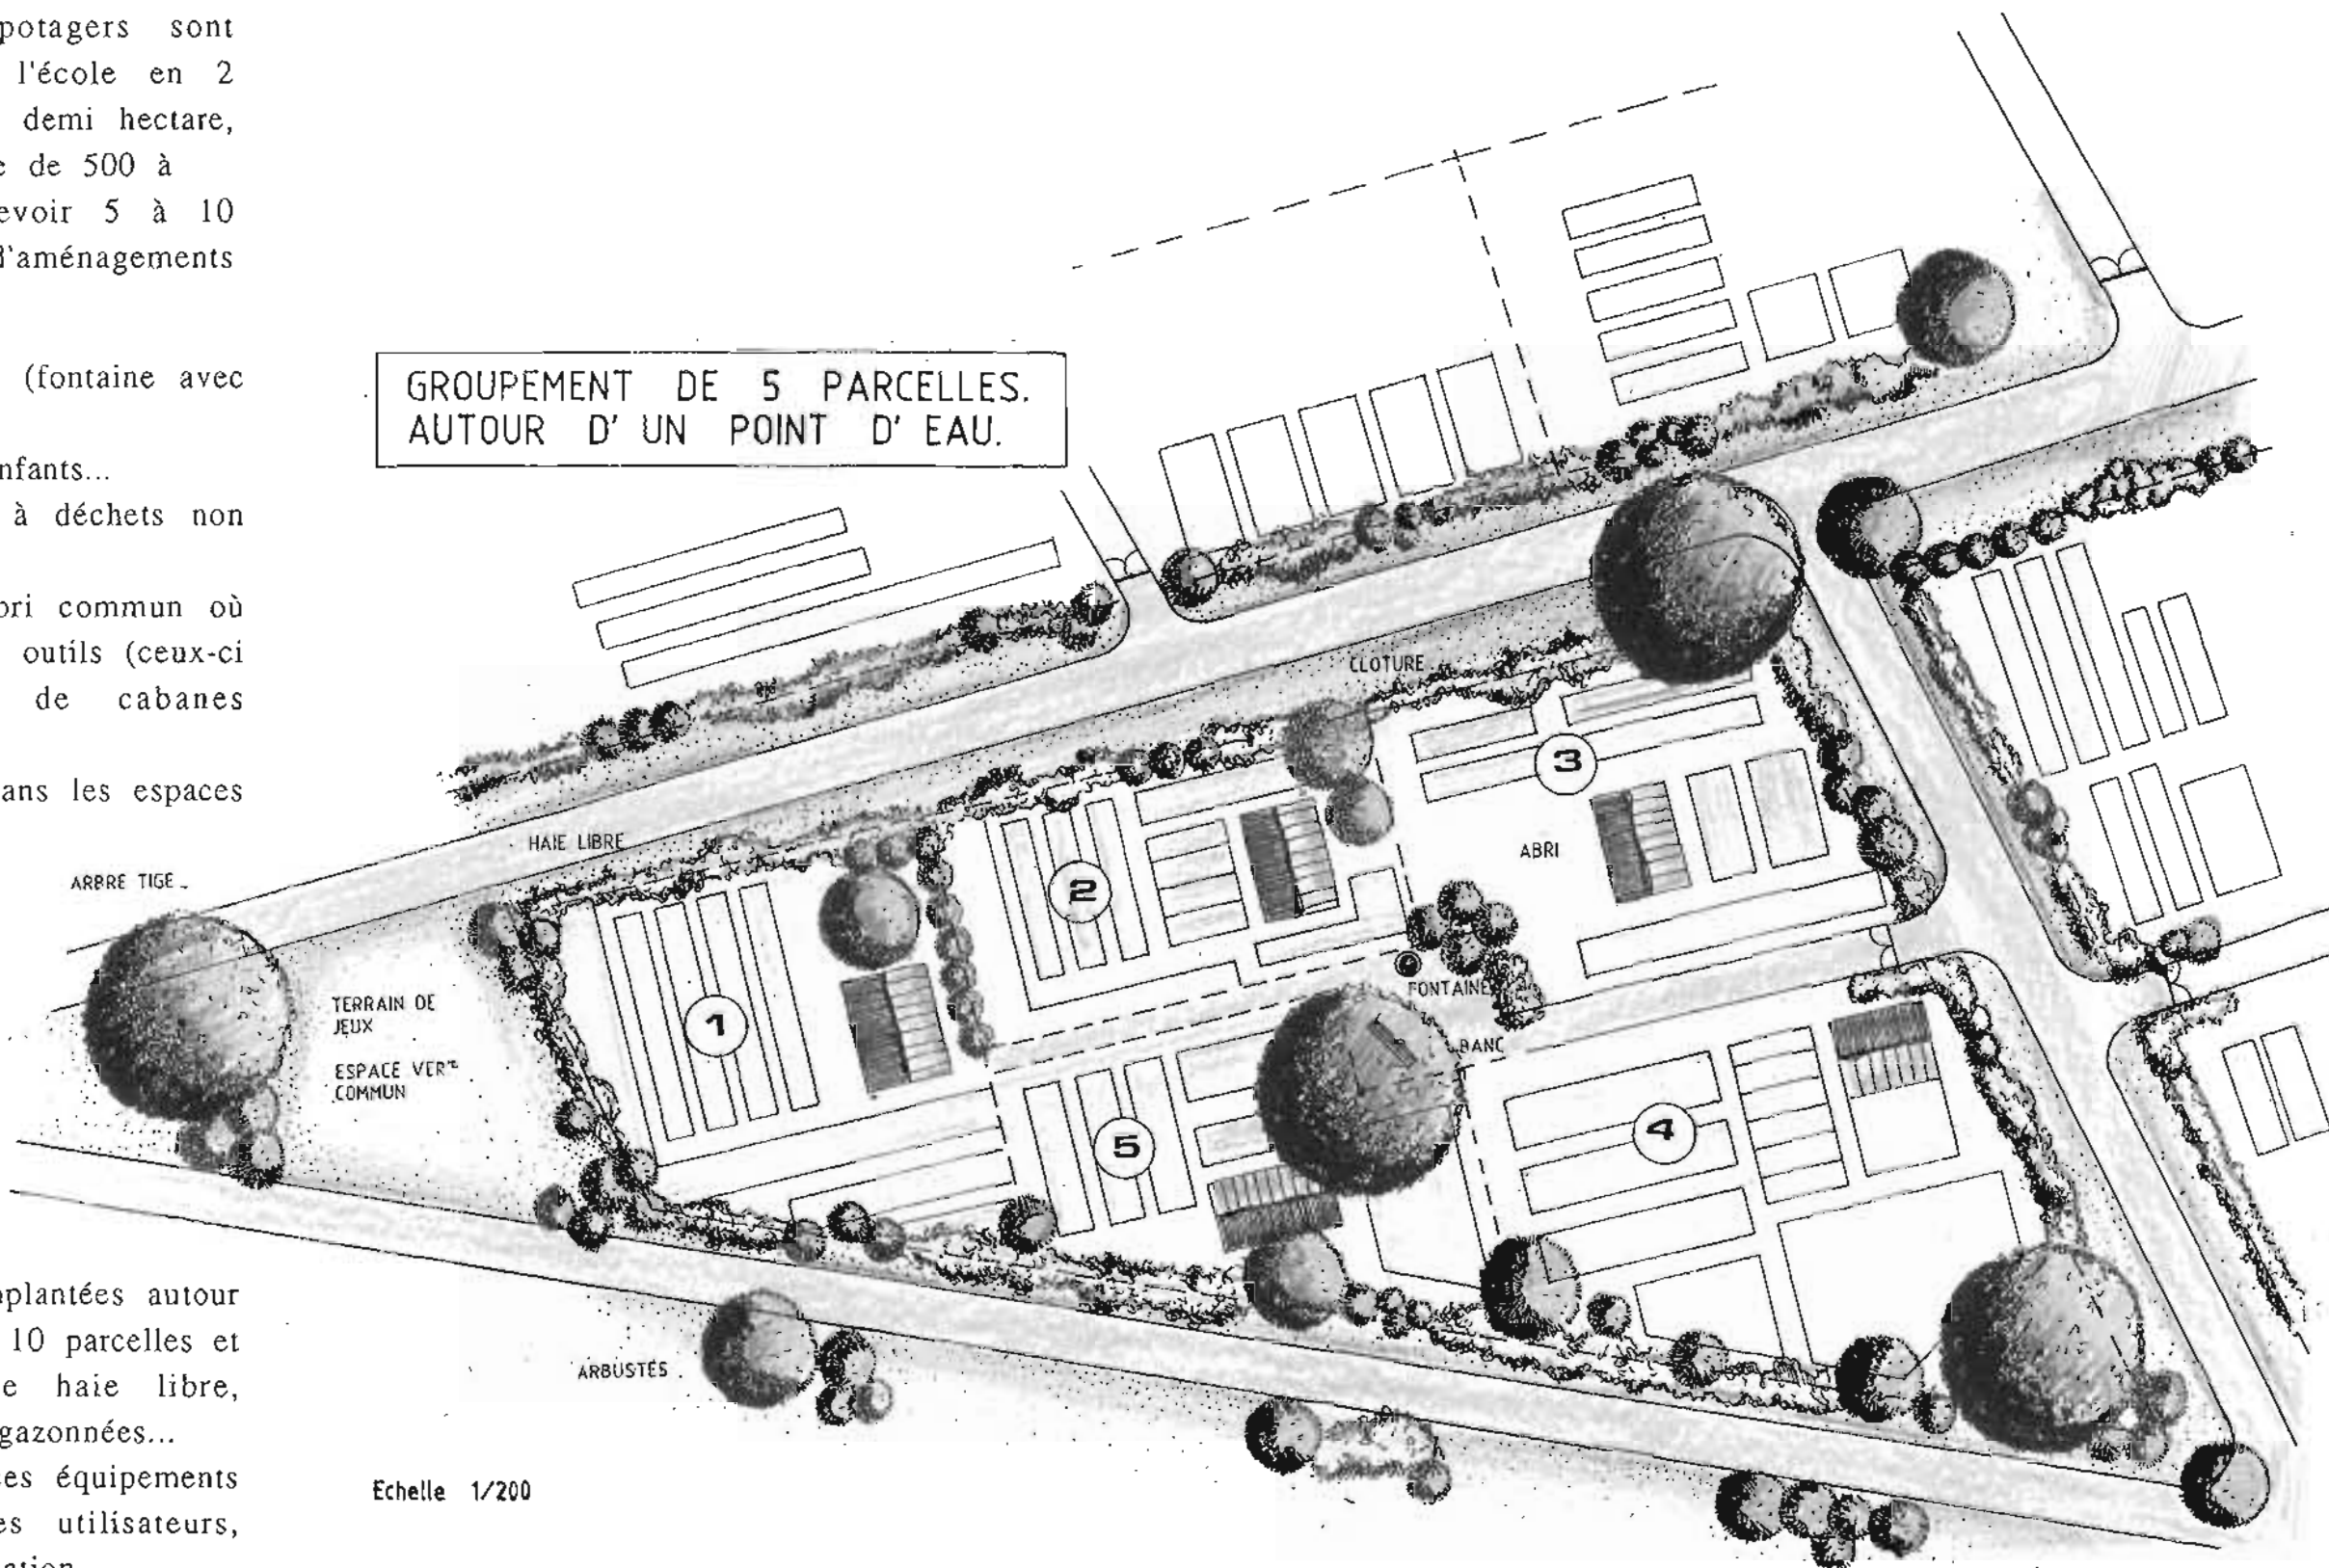 potagers sont
l'école en 2
demi hectare,
de 500 à
evoir 5 à 10
d'aménagements
(fontaine avec
nfants...
à déchets non
ori commun où
outils (ceux-ci
de cabanes
ans les espaces
GROUPEMENT DE 5 PARCELLES.
AUTOUR D' UN POINT D' EAU.
CLOTURE
HAIE LIBRE
ARBRE TIGE
TERRAIN DE
JEUX
ESPACE VERT
COMMUN
1
2
3
ABRI
FONTAINE
BANC
4
5
ARBUSTES
nplantées autour
10 parcelles et
e haie libre,
gazonnées...
es équipements
es utilisateurs,
ation
Echelle 1/200